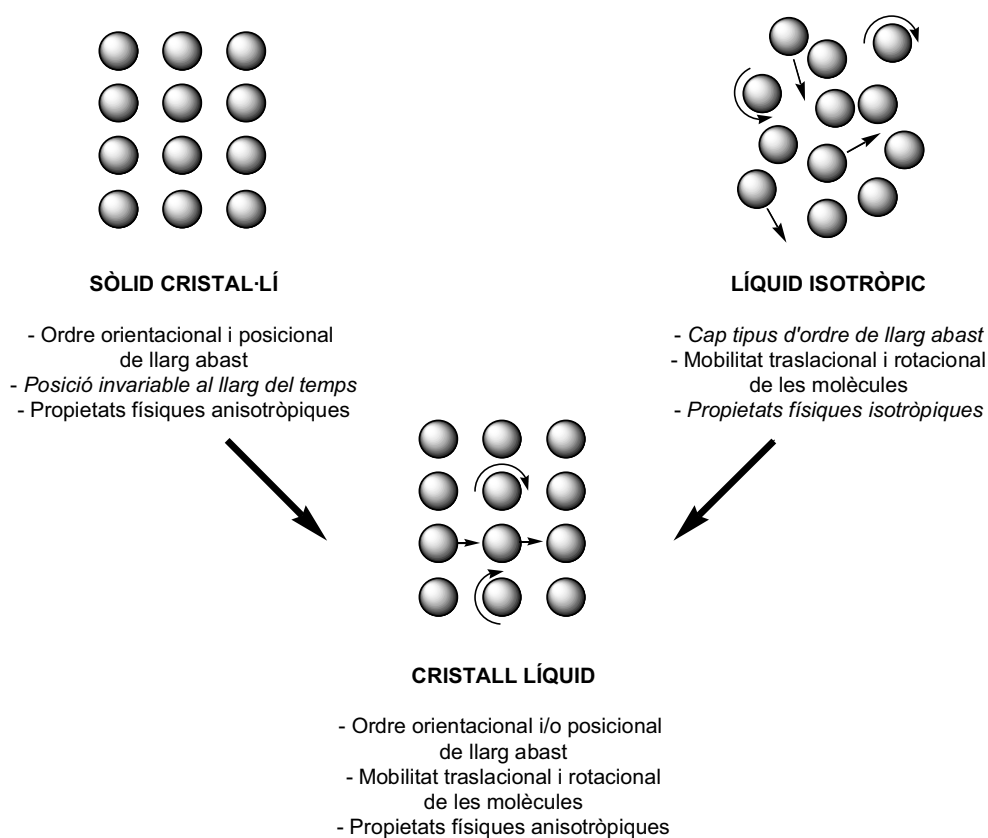 SÒLID CRISTAL·LÍ
- Ordre orientacional i posicional
de llarg abast
- Posició invariable al llarg del temps
- Propietats físiques anisotròpiques
LÍQUID ISOTRÒPIC
- Cap tipus d'ordre de llarg abast
- Mobilitat traslacional i rotacional
de les molècules
- Propietats físiques isotròpiques
CRISTALL LÍQUID
- Ordre orientacional i/o posicional
de llarg abast
- Mobilitat traslacional i rotacional
de les molècules
- Propietats físiques anisotròpiques